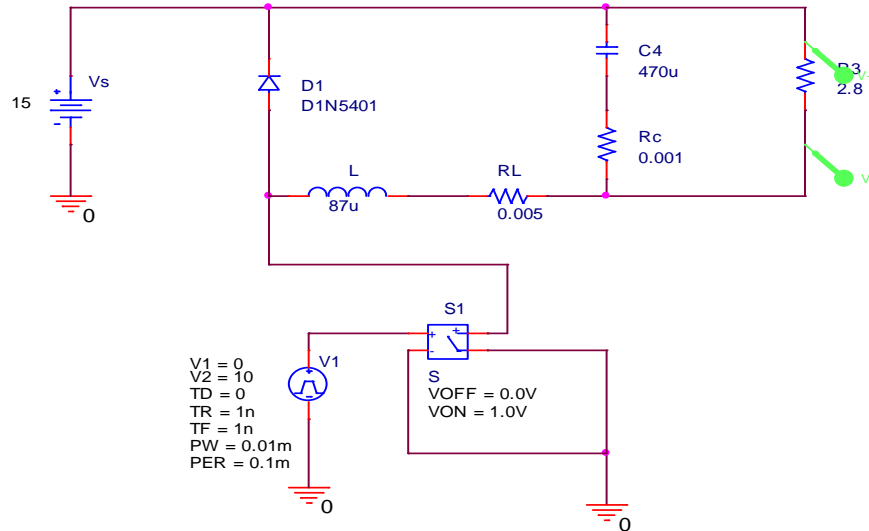 C4
470u
Vs
+
15
-
D1
D1N5401
2.8
Rc
0.001
L
87u
RL
0.005
0
S1
+
+
-
V1
V1 = 0
V2 = 10
TD = 0
TR = 1n
TF = 1n
PW = 0.01m
PER = 0.1m
+
-
S
VOFF = 0.0V
VON = 1.0V
0
0